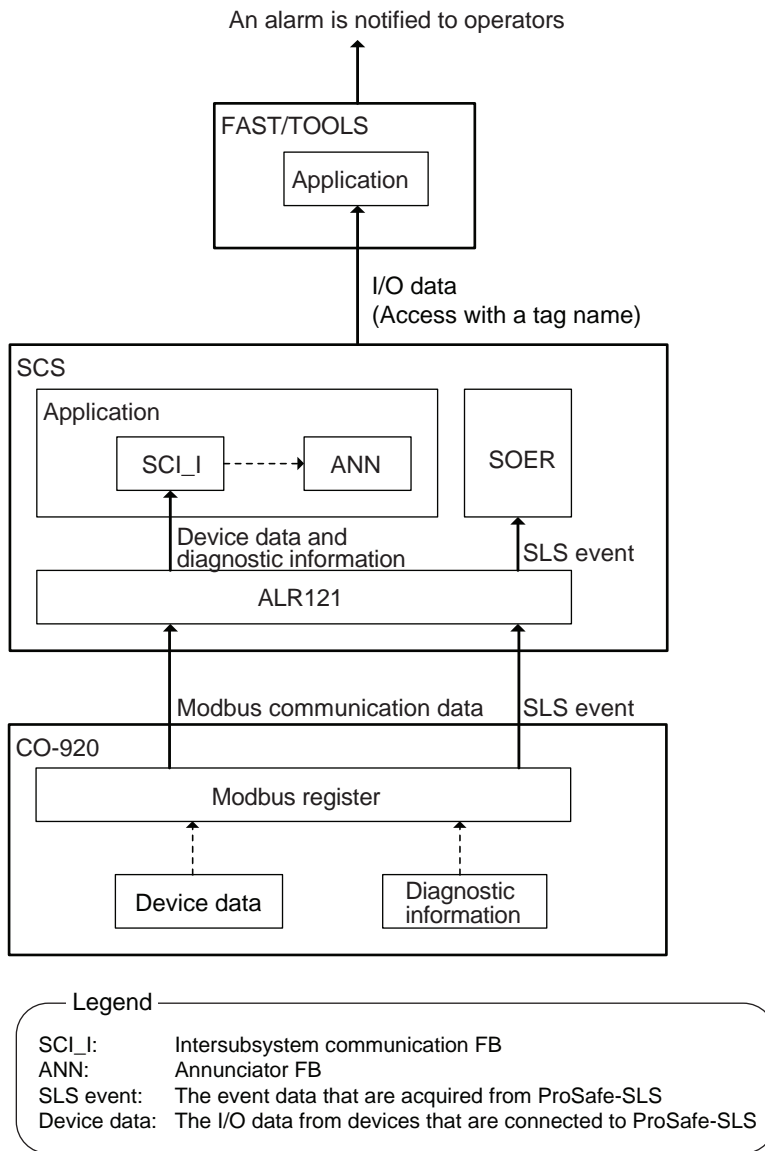 An alarm is notified to operators
FAST/TOOLS
Application
I/O data
(Access with a tag name)
SCS
Application
SCI_I
ANN
SOER
Device data and
diagnostic information
SLS event
ALR121
Modbus communication data
SLS event
CO-920
Modbus register
Device data
Diagnostic
information
Legend
SCI_I: Intersubsystem communication FB
ANN: Annunciator FB
SLS event: The event data that are acquired from ProSafe-SLS
Device data: The I/O data from devices that are connected to ProSafe-SLS